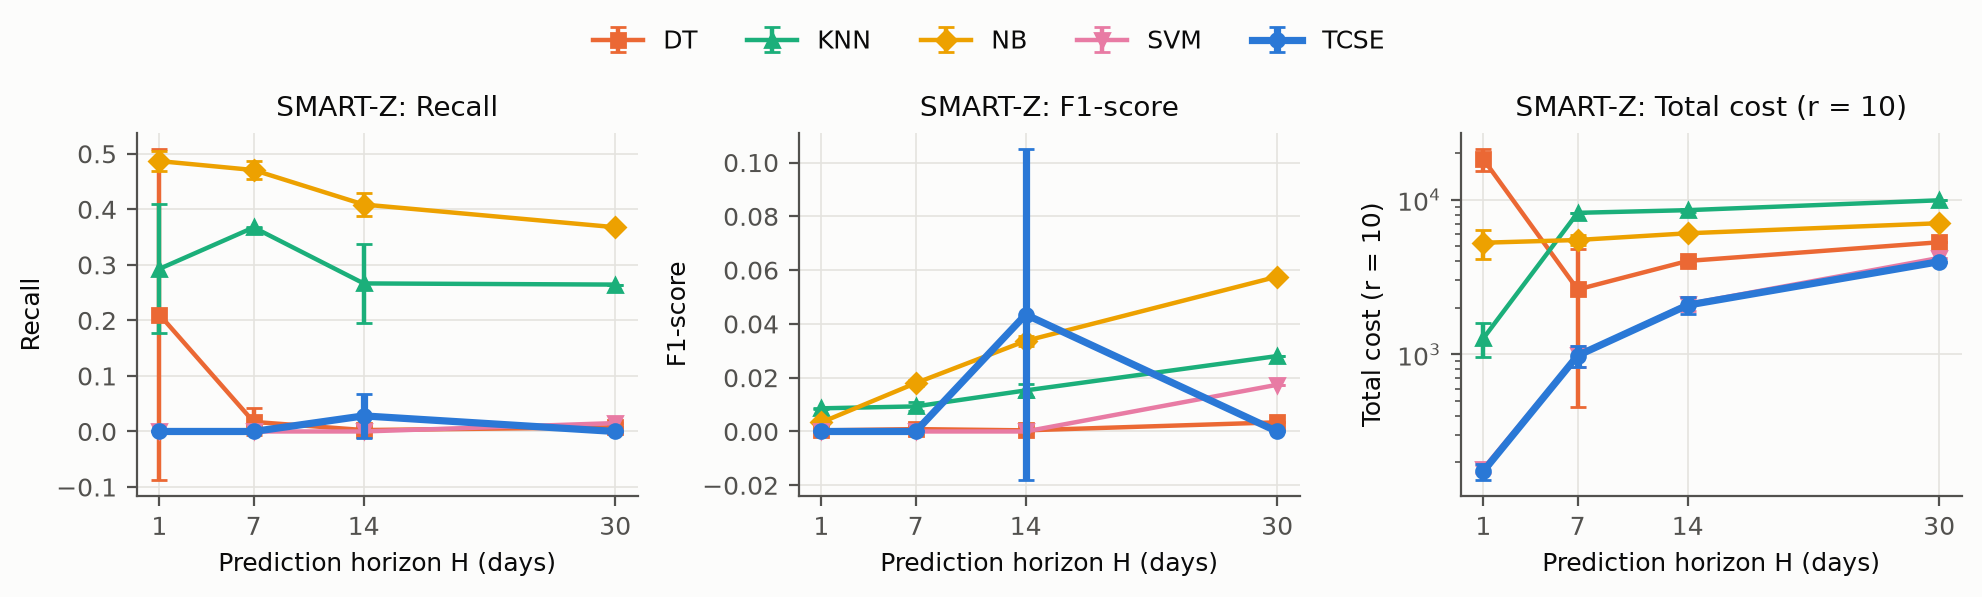 DT KNN NB SVM TCSE
SMART-Z: Recall
Recall
0.5
0.4
0.3
0.2
0.1
0.0
−0.1
1 7 14 30
Prediction horizon H (days)
SMART-Z: F1-score
F1-score
0.10
0.08
0.06
0.04
0.02
0.00
−0.02
1 7 14 30
Prediction horizon H (days)
SMART-Z: Total cost (r = 10)
Total cost (r = 10)
10⁴
10³
1 7 14 30
Prediction horizon H (days)